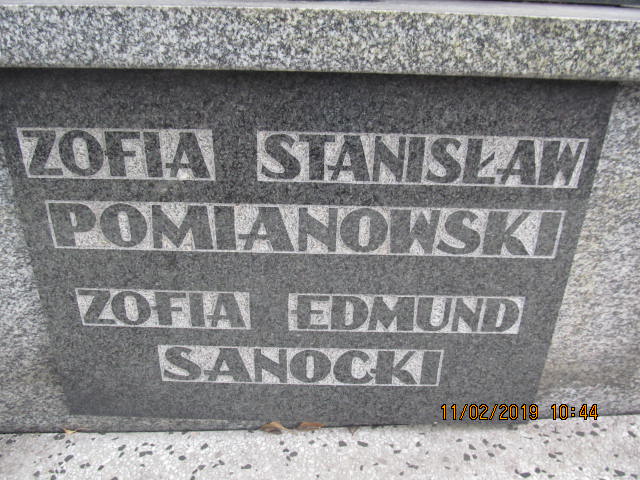 ZOFIA STANISŁAW
POMIANOWSKI
ZOFIA EDMUND
SANOCKI
11/02/2019 10:44